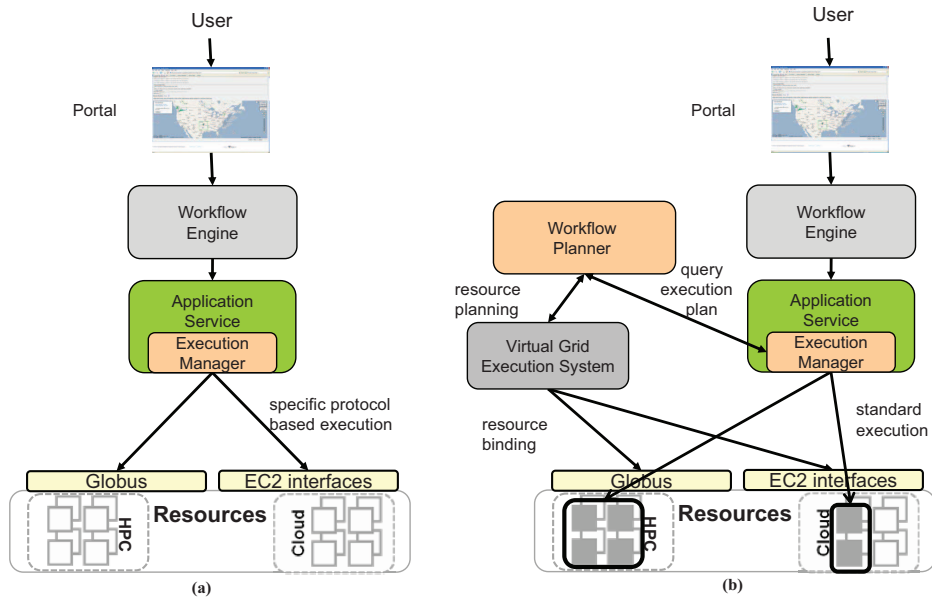 User
Portal
Workflow
Engine
Application
Service
Execution
Manager
specific protocol
based execution
Globus
EC2 interfaces
HPC
Resources
Cloud
(a)
User
Portal
Workflow
Planner
Workflow
Engine
resource
planning
query
execution
plan
Virtual Grid
Execution System
Application
Service
Execution
Manager
resource
binding
standard
execution
Globus
EC2 interfaces
HPC
Resources
Cloud
(b)